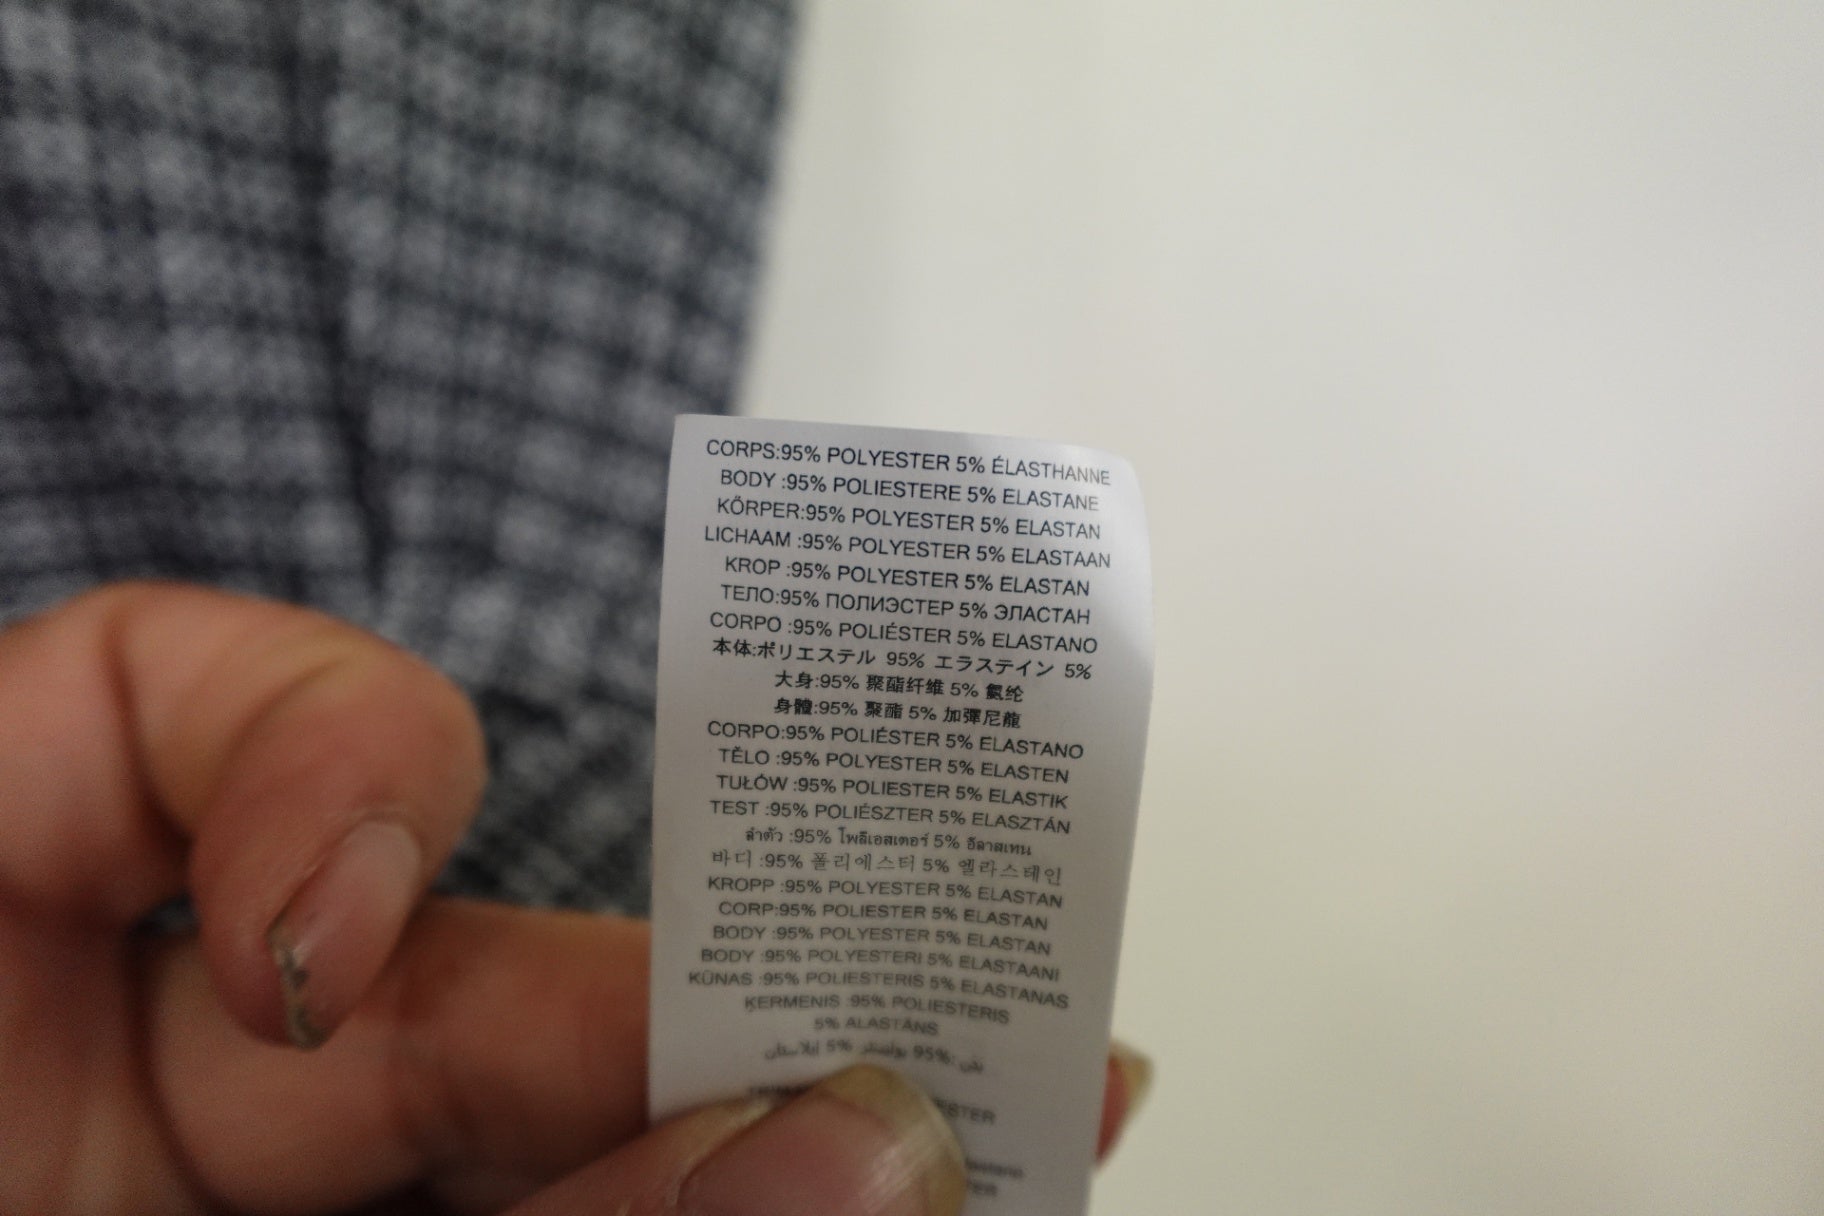 CORPS:95% POLYESTER 5% ÉLASTHANNE
BODY :95% POLIESTERE 5% ELASTANE
KÖRPER:95% POLYESTER 5% ELASTAN
LICHAAM :95% POLYESTER 5% ELASTAAN
KROP :95% POLYESTER 5% ELASTAN
ТЕЛО:95% ПОЛИЭСТЕР 5% ЭЛАСТАН
CORPO :95% POLIÉSTER 5% ELASTANO
本体:ポリエステル 95% エラステイン 5%
大身:95% 聚酯纤维 5% 氨纶
身體:95% 聚酯 5% 加彈尼龍
CORPO:95% POLIÉSTER 5% ELASTANO
TĚLO :95% POLYESTER 5% ELASTEN
TUŁÓW :95% POLIESTER 5% ELASTIK
TEST :95% POLIÉSZTER 5% ELASZTÁN
ลำตัว :95% โพลีเอสเตอร์ 5% อีลาสเทน
바디 :95% 폴리에스터 5% 엘라스테인
KROPP :95% POLYESTER 5% ELASTAN
CORP:95% POLIESTER 5% ELASTAN
BODY :95% POLYESTER 5% ELASTAN
BODY :95% POLYESTERI 5% ELASTAANI
KŪNAS :95% POLIESTERIS 5% ELASTANAS
ĶERMENIS :95% POLIESTERIS
5% ALASTĀNS
95% 5% إيلاستان